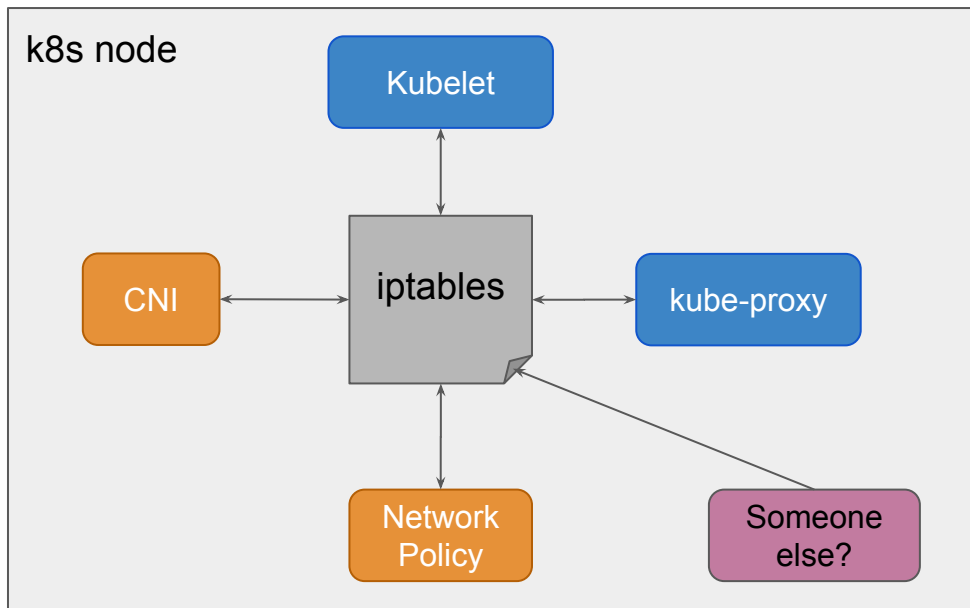 k8s node
Kubelet
CNI
iptables
kube-proxy
Network
Policy
Someone
else?